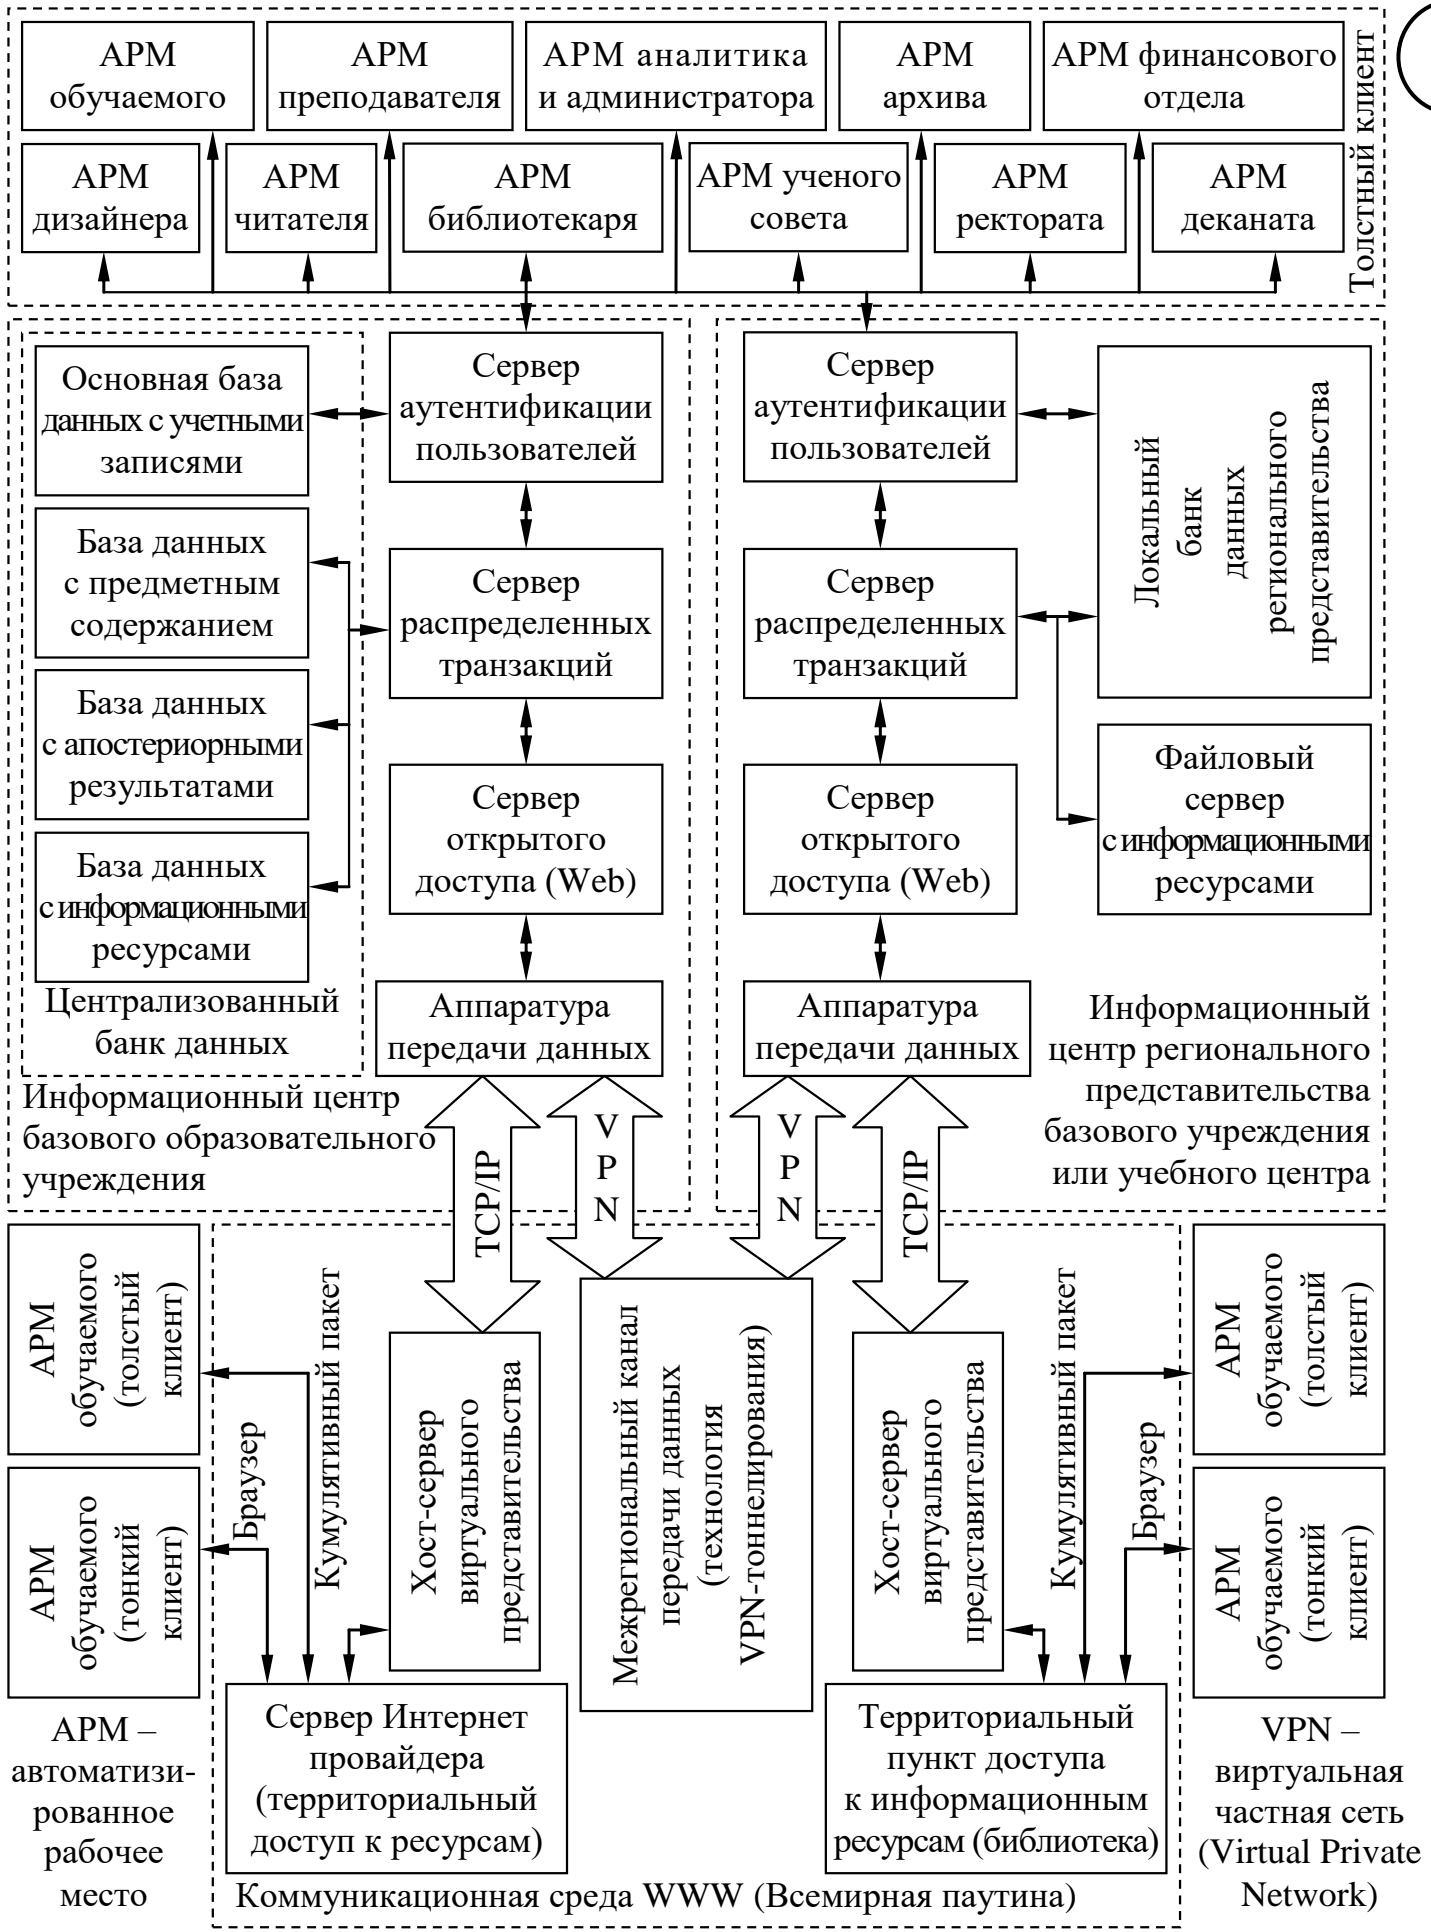 АРМ
обучаемого
АРМ
преподавателя
АРМ аналитика
и администратора
АРМ
архива
АРМ финансового
отдела
АРМ
дизайнера
АРМ
читателя
АРМ
библиотекаря
АРМ ученого
совета
АРМ
ректората
АРМ
деканата
Толстный клиент
Основная база
данных с учетными
записями
База данных
с предметным
содержанием
База данных
с апостериорными
результатами
База данных
с информационными
ресурсами
Централизованный
банк данных
Сервер
аутентификации
пользователей
Сервер
распределенных
транзакций
Сервер
открытого
доступа (Web)
Аппаратура
передачи данных
Информационный центр
базового образовательного
учреждения
Сервер
аутентификации
пользователей
Сервер
распределенных
транзакций
Сервер
открытого
доступа (Web)
Аппаратура
передачи данных
Локальный
банк
данных
регионального
представительства
Файловый
сервер
с информационными
ресурсами
Информационный
центр регионального
представительства
базового учреждения
или учебного центра
TCP/IP
V
P
N
V
P
N
TCP/IP
АРМ
обучаемого
(толстый
клиент)
АРМ
обучаемого
(тонкий
клиент)
Браузер
Кумулятивный пакет
Хост-сервер
виртуального
представительства
Межрегиональный канал
передачи данных
(технология
VPN-тоннелирования)
Хост-сервер
виртуального
представительства
Кумулятивный пакет
Браузер
АРМ
обучаемого
(толстый
клиент)
АРМ
обучаемого
(тонкий
клиент)
Сервер Интернет
провайдера
(территориальный
доступ к ресурсам)
Территориальный
пункт доступа
к информационным
ресурсам (библиотека)
Коммуникационная среда WWW (Всемирная паутина)
АРМ –
автоматизи-
рованное
рабочее
место
VPN –
виртуальная
частная сеть
(Virtual Private
Network)